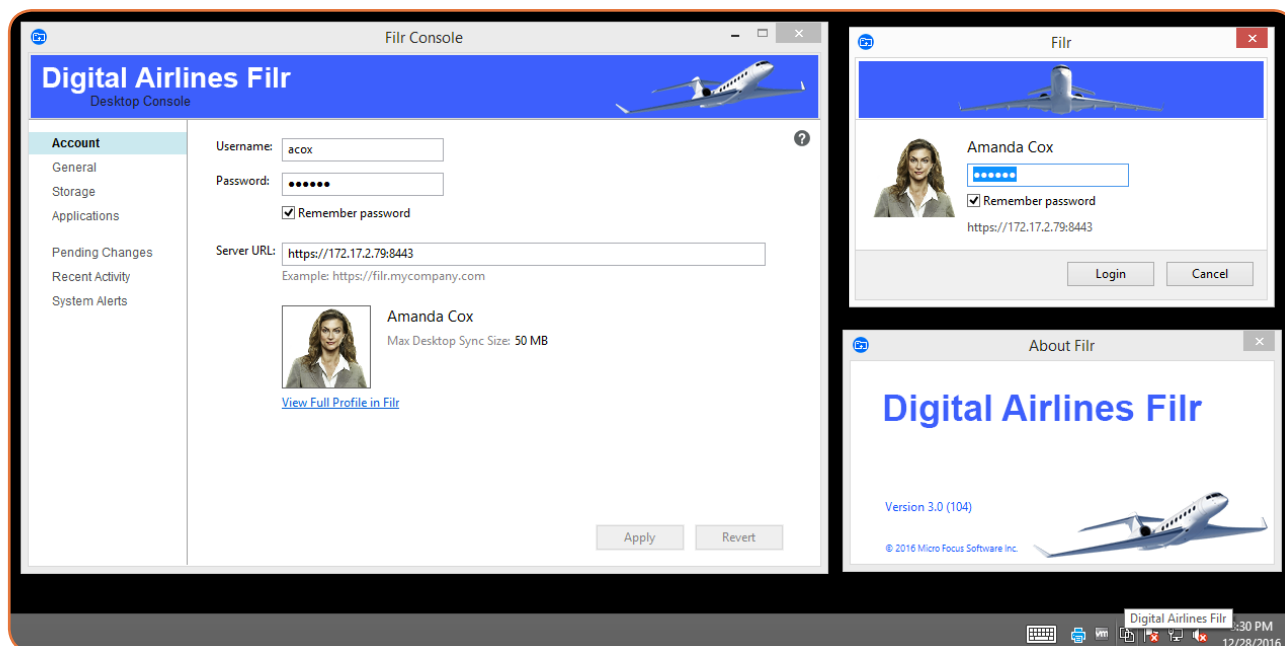 Filr Console
Digital Airlines Filr
Desktop Console
Account
General
Storage
Applications
Pending Changes
Recent Activity
System Alerts
Username:
acox
Password:
••••••
Remember password
Server URL:
https://172.17.2.79:8443
Example: https://filr.mycompany.com
Amanda Cox
Max Desktop Sync Size: 50 MB
View Full Profile in Filr
Apply
Revert
Filr
Amanda Cox
••••••
Remember password
https://172.17.2.79:8443
Login
Cancel
About Filr
Digital Airlines Filr
Version 3.0 (104)
© 2016 Micro Focus Software Inc.
Digital Airlines Filr
:30 PM
12/28/2016